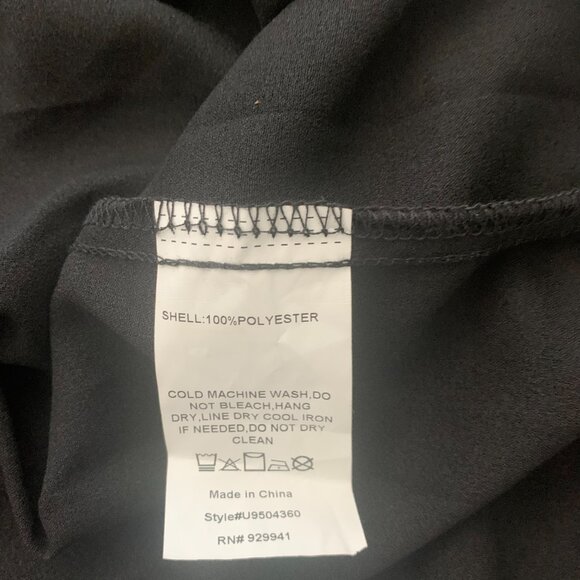 SHELL:100%POLYESTER
COLD MACHINE WASH,DO
NOT BLEACH,HANG
DRY,LINE DRY COOL IRON
IF NEEDED,DO NOT DRY
CLEAN
Made in China
Style#U9504360
RN# 929941